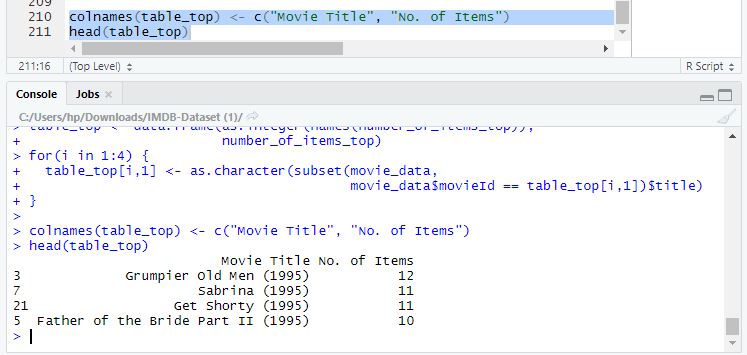 209
210 colnames(table_top) <- c("Movie Title", "No. of Items")
211 head(table_top)
211:16 (Top Level) R Script
Console Jobs
C:/Users/hp/Downloads/IMDB-Dataset (1)/
table_top <- data.frame(as.integer(names(number_of_items_top)),
+ number_of_items_top)
> for(i in 1:4) {
+ table_top[i,1] <- as.character(subset(movie_data,
+ movie_data$movieId == table_top[i,1])$title)
+ }
>
> colnames(table_top) <- c("Movie Title", "No. of Items")
> head(table_top)
Movie Title No. of Items
3 Grumpier Old Men (1995) 12
7 Sabrina (1995) 11
21 Get Shorty (1995) 11
5 Father of the Bride Part II (1995) 10
>